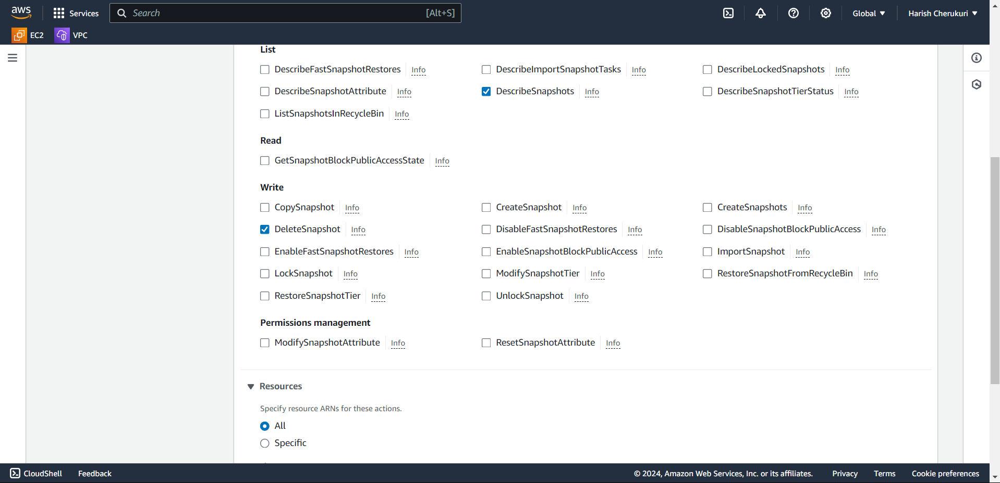 aws Services Search [Alt+S] Global Harish Cherukuri
EC2 VPC
List
DescribeFastSnapshotRestores Info DescribeImportSnapshotTasks Info DescribeLockedSnapshots Info
DescribeSnapshotAttribute Info DescribeSnapshots Info DescribeSnapshotTierStatus Info
ListSnapshotsInRecycleBin Info
Read
GetSnapshotBlockPublicAccessState Info
Write
CopySnapshot Info CreateSnapshot Info CreateSnapshots Info
DeleteSnapshot Info DisableFastSnapshotRestores Info DisableSnapshotBlockPublicAccess Info
EnableFastSnapshotRestores Info EnableSnapshotBlockPublicAccess Info ImportSnapshot Info
LockSnapshot Info ModifySnapshotTier Info RestoreSnapshotFromRecycleBin Info
RestoreSnapshotTier Info UnlockSnapshot Info
Permissions management
ModifySnapshotAttribute Info ResetSnapshotAttribute Info
Resources
Specify resource ARNs for these actions.
All
Specific
CloudShell Feedback © 2024, Amazon Web Services, Inc. or its affiliates. Privacy Terms Cookie preferences